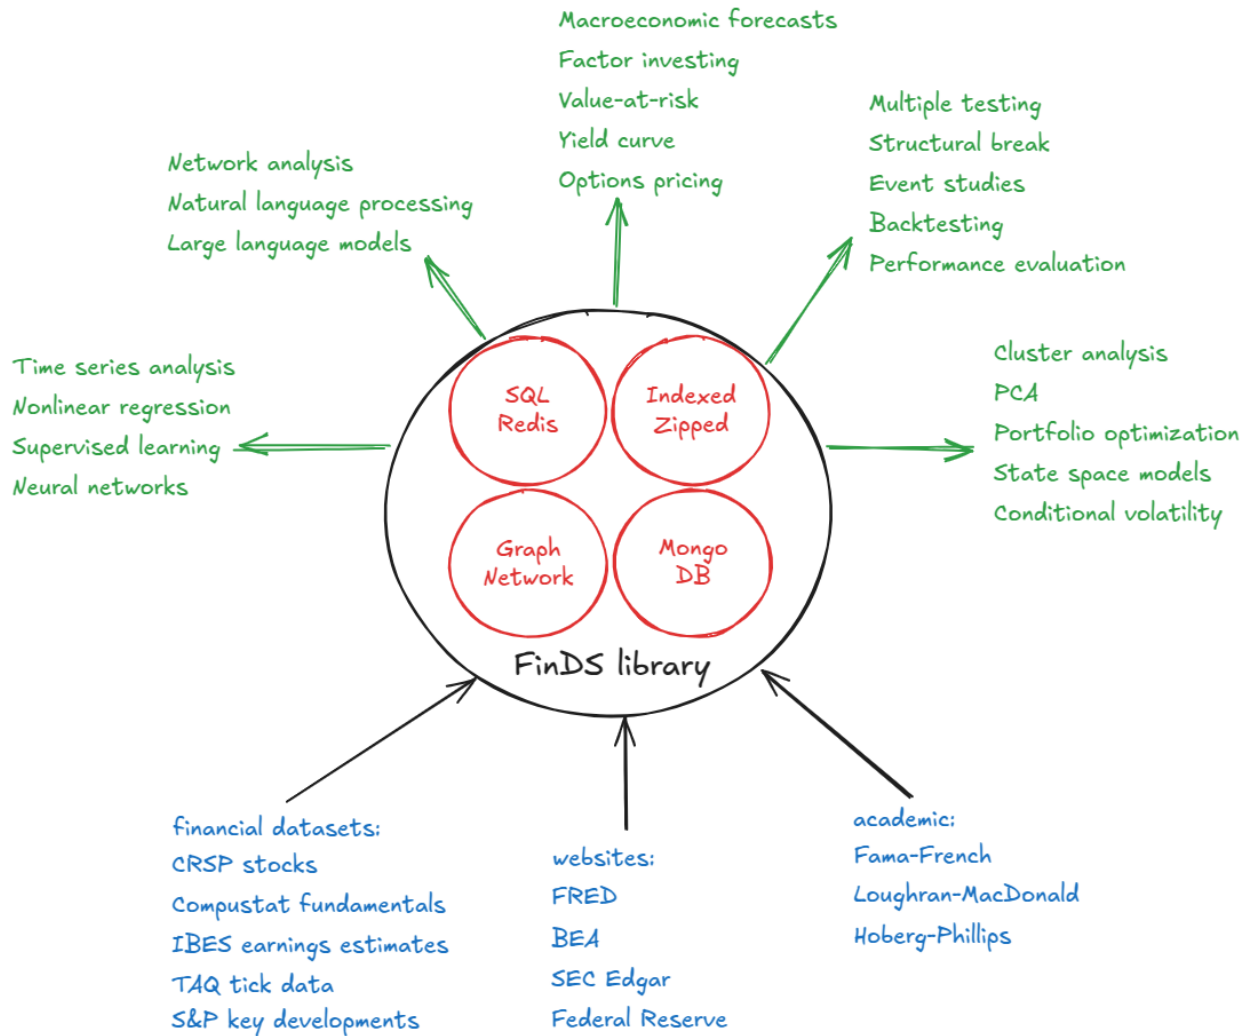 Macroeconomic forecasts
Factor investing
Value-at-risk
Yield curve
Options pricing
Multiple testing
Structural break
Event studies
Backtesting
Performance evaluation
Network analysis
Natural language processing
Large language models
Time series analysis
Nonlinear regression
Supervised learning
Neural networks
Cluster analysis
PCA
Portfolio optimization
State space models
Conditional volatility
SQL
Redis
Indexed
Zipped
Graph
Network
Mongo
DB
FinDS library
financial datasets:
CRSP stocks
Compustat fundamentals
IBES earnings estimates
TAQ tick data
S&P key developments
websites:
FRED
BEA
SEC Edgar
Federal Reserve
academic:
Fama-French
Loughran-MacDonald
Hoberg-Phillips